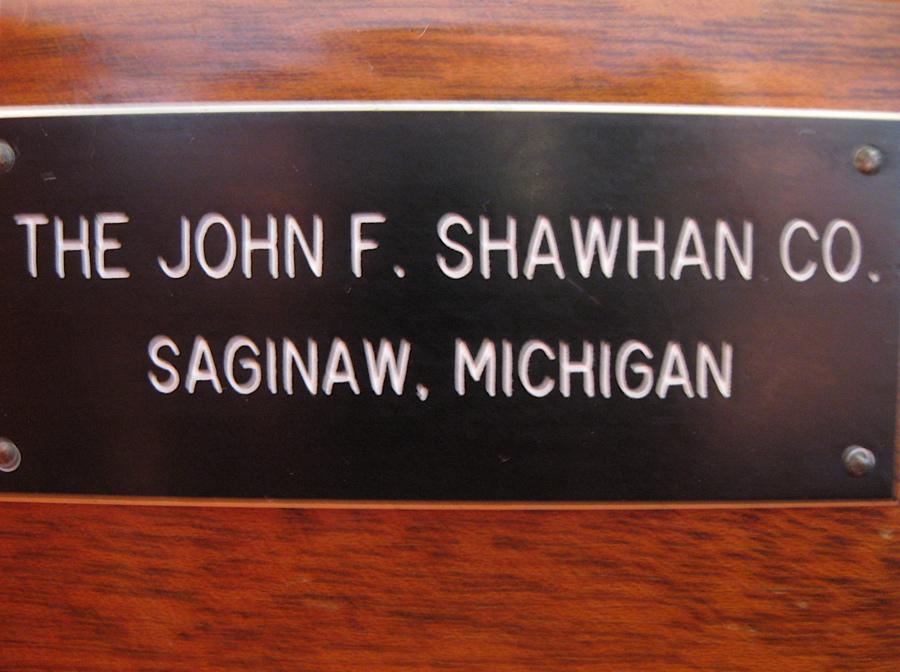 THE JOHN F. SHAWHAN CO.
SAGINAW, MICHIGAN